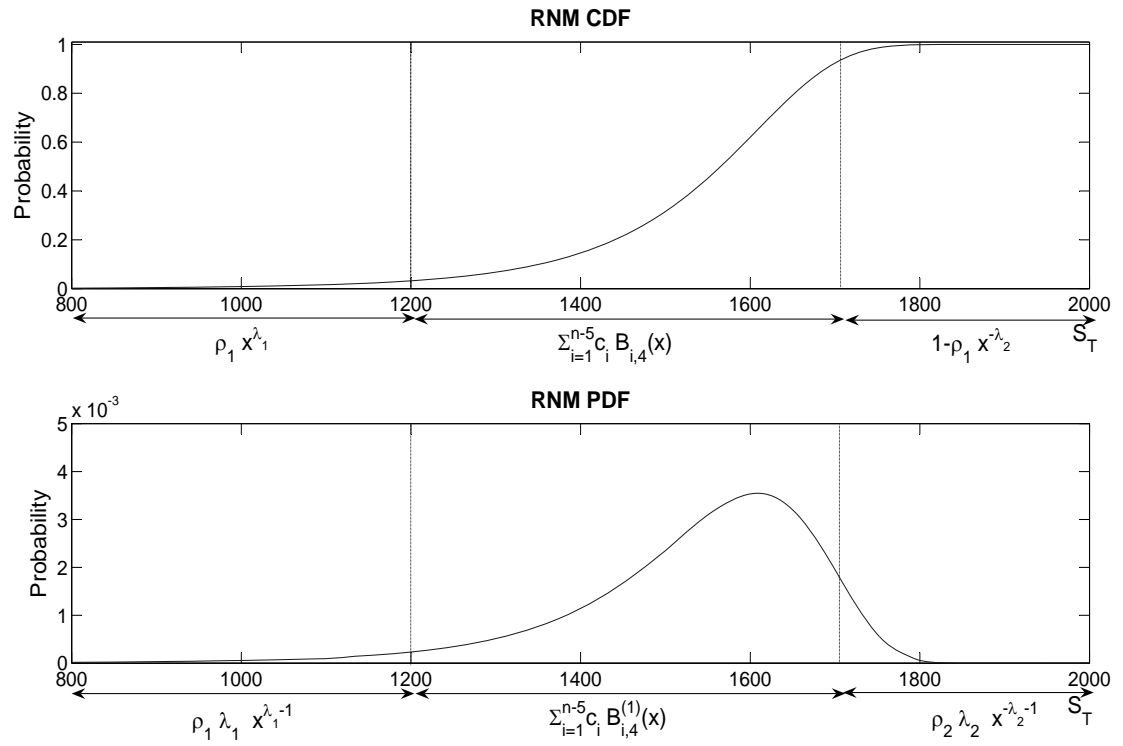 RNM CDF
1
0.8
0.6
0.4
0.2
0
Probability
800 1000 1200 1400 1600 1800 2000
S_T
ρ₁ x^{λ₁} Σ_{i=1}^{n-5} c_i B_{i,4}(x) 1-ρ₁ x^{-λ₂}
RNM PDF
x 10^{-3}
5
4
3
2
1
0
Probability
800 1000 1200 1400 1600 1800 2000
S_T
ρ₁ λ₁ x^{λ₁-1} Σ_{i=1}^{n-5} c_i B_{i,4}^{(1)}(x) ρ₂ λ₂ x^{-λ₂-1}